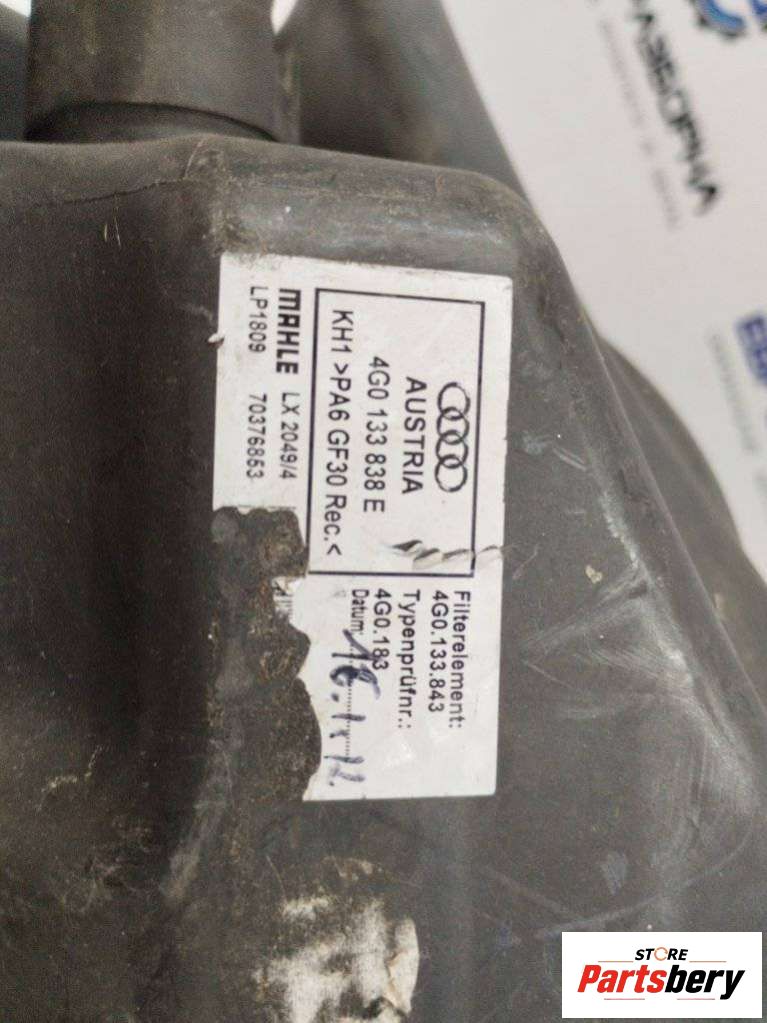 AUSTRIA
4G0 133 838 E
KH1 >PA6 GF30 Rec.<
MAHLE LX 2049/4
LP1809 70376853
Filterelement:
4G0.133.843
Typenprüfnr.:
4G0.183
Datum:
STORE
Partsbery